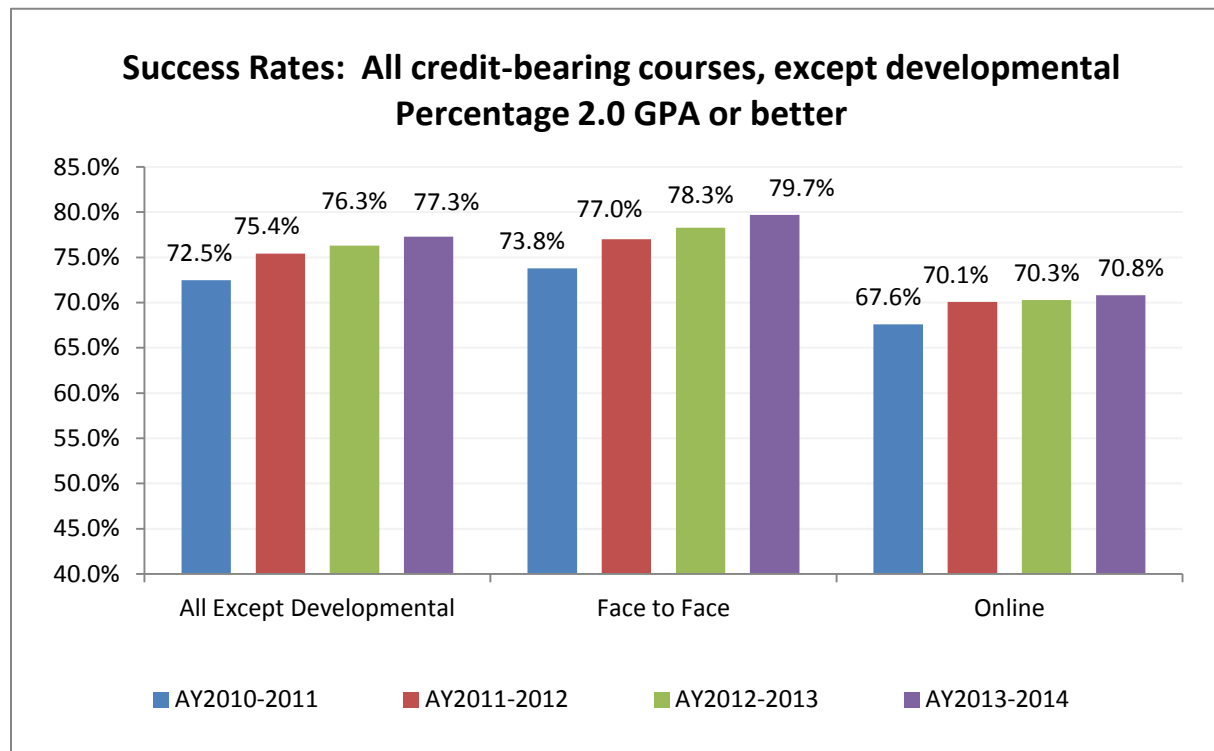 Success Rates:  All credit-bearing courses, except developmental
Percentage 2.0 GPA or better
85.0%
80.0%
75.0%
70.0%
65.0%
60.0%
55.0%
50.0%
45.0%
40.0%
72.5%
75.4%
76.3%
77.3%
73.8%
77.0%
78.3%
79.7%
67.6%
70.1%
70.3%
70.8%
All Except Developmental
Face to Face
Online
AY2010-2011
AY2011-2012
AY2012-2013
AY2013-2014